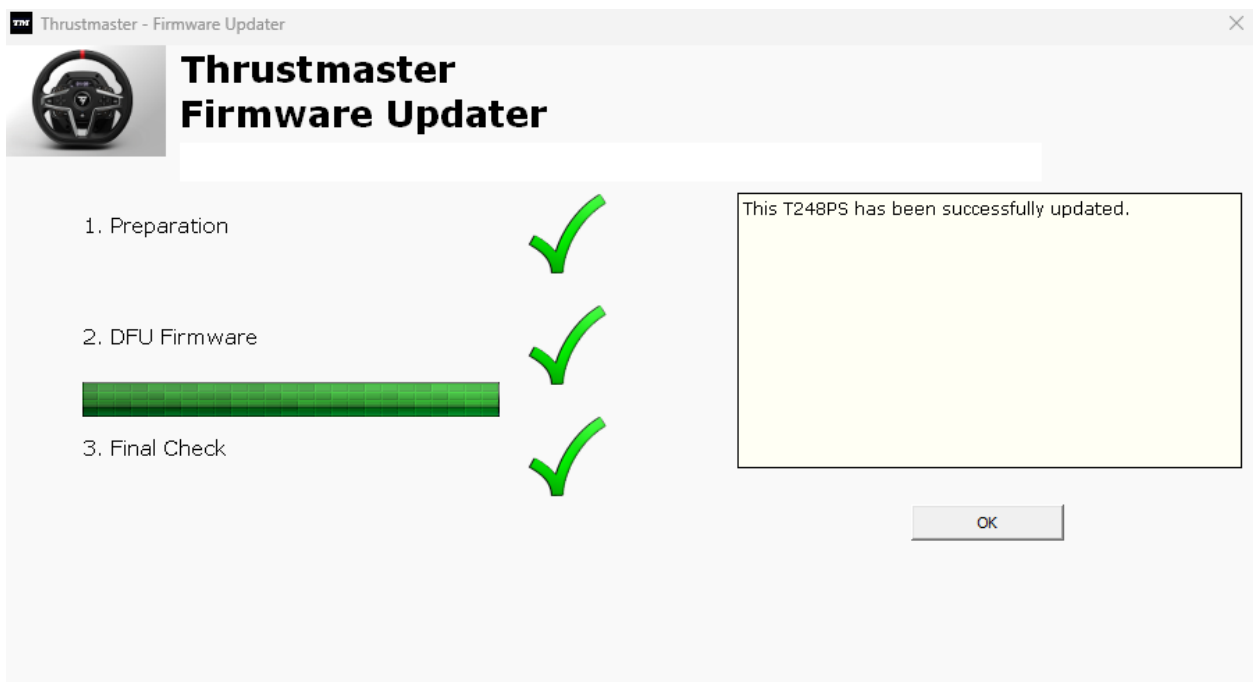 TM Thrustmaster - Firmware Updater
Thrustmaster
Firmware Updater
1. Preparation
This T248PS has been successfully updated.
2. DFU Firmware
3. Final Check
OK